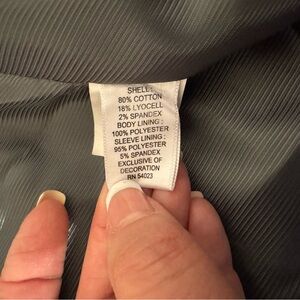 SHELL :
80% COTTON
18% LYOCELL
2% SPANDEX
BODY LINING :
100% POLYESTER
SLEEVE LINING :
95% POLYESTER
5% SPANDEX
EXCLUSIVE OF
DECORATION
RN 54023